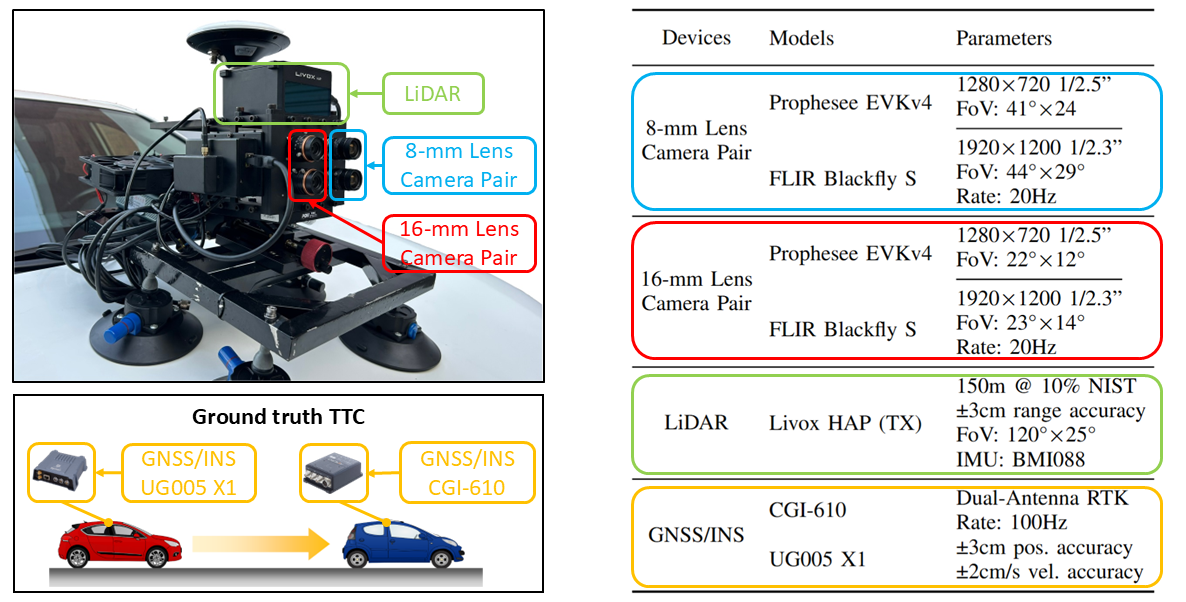 LIVOX
LiDAR
8-mm Lens
Camera Pair
16-mm Lens
Camera Pair
Ground truth TTC
GNSS/INS
UG005 X1
GNSS/INS
CGI-610
Devices Models Parameters
8-mm Lens
Camera Pair
Prophesee EVKv4
1280×720 1/2.5”
FoV: 41°×24
FLIR Blackfly S
1920×1200 1/2.3”
FoV: 44°×29°
Rate: 20Hz
16-mm Lens
Camera Pair
Prophesee EVKv4
1280×720 1/2.5”
FoV: 22°×12°
FLIR Blackfly S
1920×1200 1/2.3”
FoV: 23°×14°
Rate: 20Hz
LiDAR
Livox HAP (TX)
150m @ 10% NIST
±3cm range accuracy
FoV: 120°×25°
IMU: BMI088
GNSS/INS
CGI-610
UG005 X1
Dual-Antenna RTK
Rate: 100Hz
±3cm pos. accuracy
±2cm/s vel. accuracy